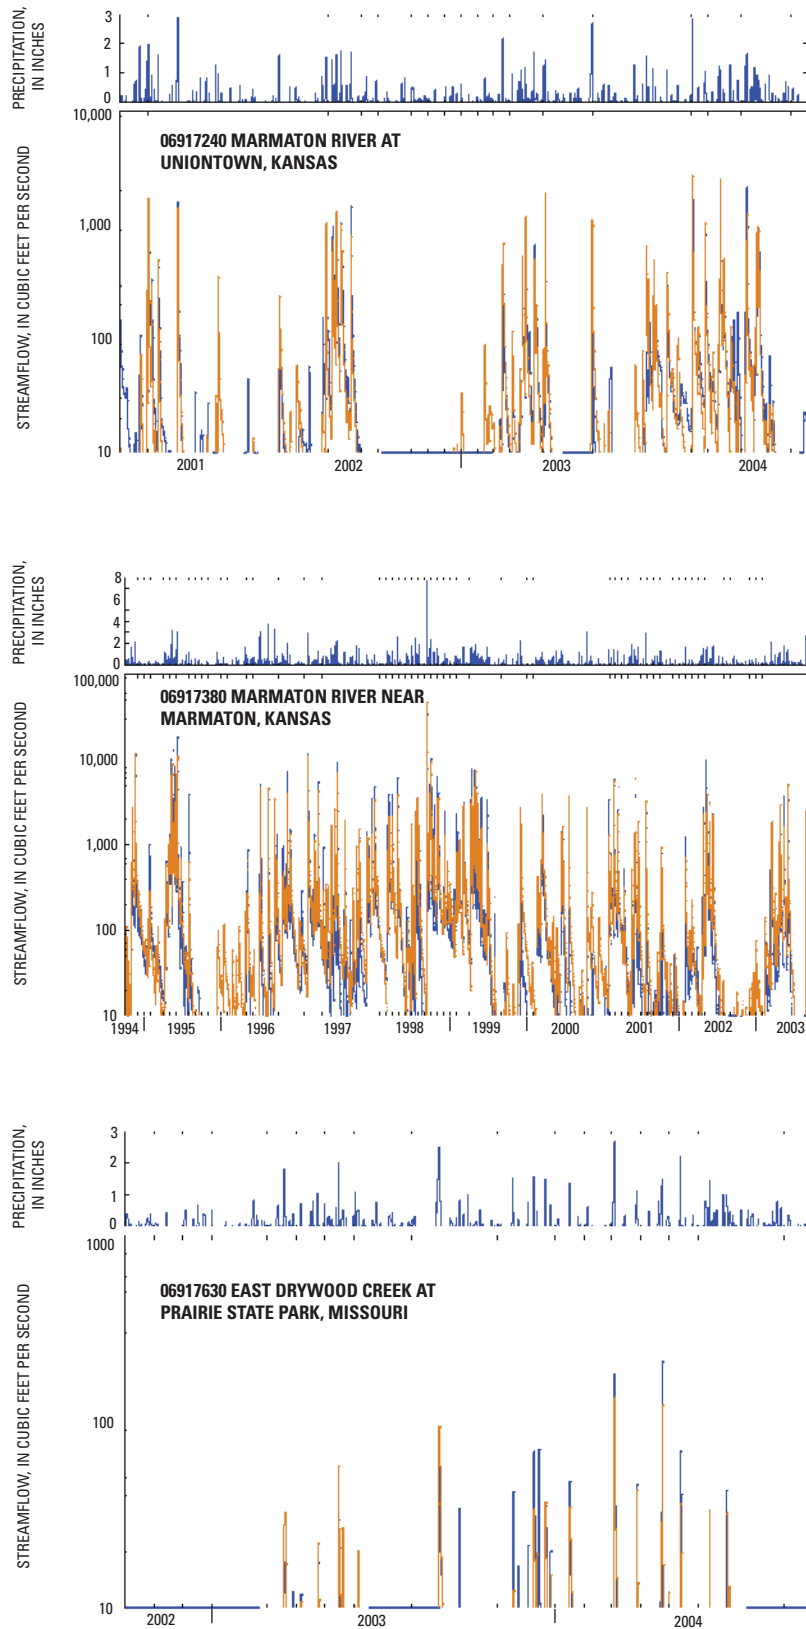 PRECIPITATION,
IN INCHES
3
2
1
0
STREAMFLOW, IN CUBIC FEET PER SECOND
10,000
1,000
100
10
06917240 MARMATON RIVER AT
UNIONTOWN, KANSAS
2001
2002
2003
2004
PRECIPITATION,
IN INCHES
8
6
4
2
0
STREAMFLOW, IN CUBIC FEET PER SECOND
100,000
10,000
1,000
100
10
06917380 MARMATON RIVER NEAR
MARMATON, KANSAS
1994
1995
1996
1997
1998
1999
2000
2001
2002
2003
PRECIPITATION,
IN INCHES
3
2
1
0
STREAMFLOW, IN CUBIC FEET PER SECOND
1000
100
10
06917630 EAST DRYWOOD CREEK AT
PRAIRIE STATE PARK, MISSOURI
2002
2003
2004